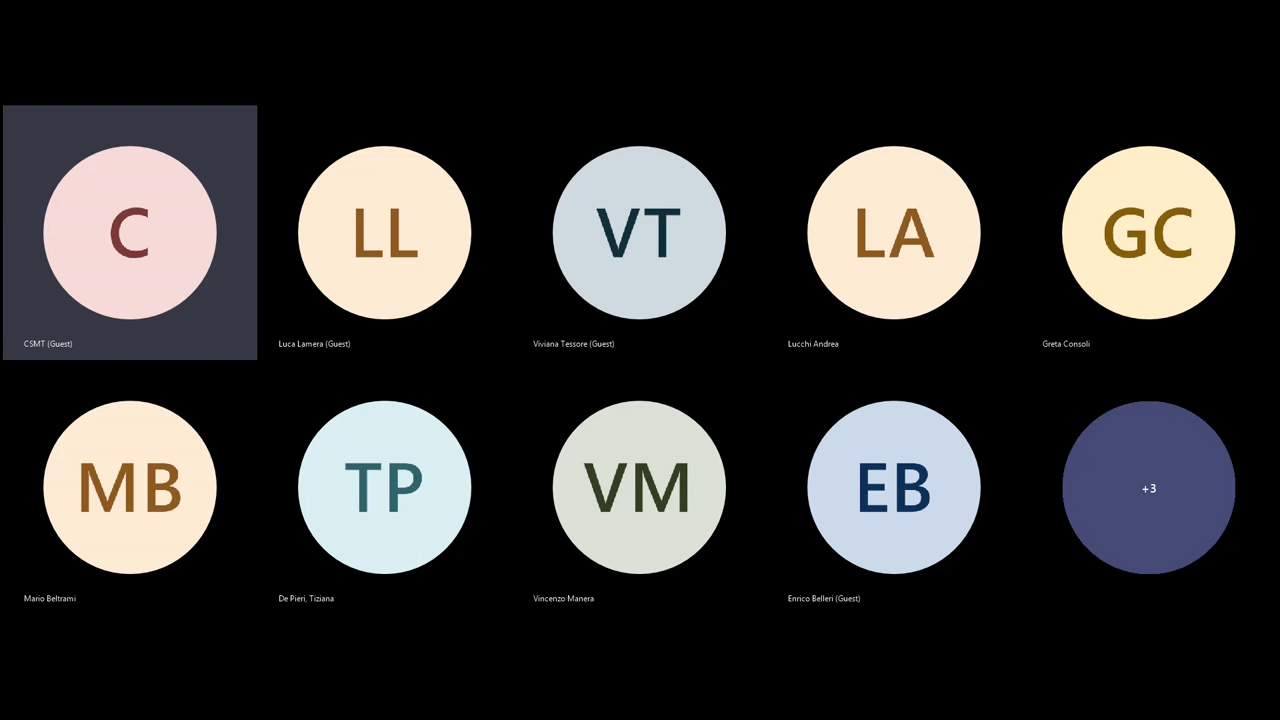 C
LL
VT
LA
GC
CSMT (Guest)
Luca Lamera (Guest)
Viviana Tessore (Guest)
Lucchi Andrea
Greta Consoli
MB
TP
VM
EB
+3
Mario Beltrami
De Pieri, Tiziana
Vincenzo Manera
Enrico Belleri (Guest)